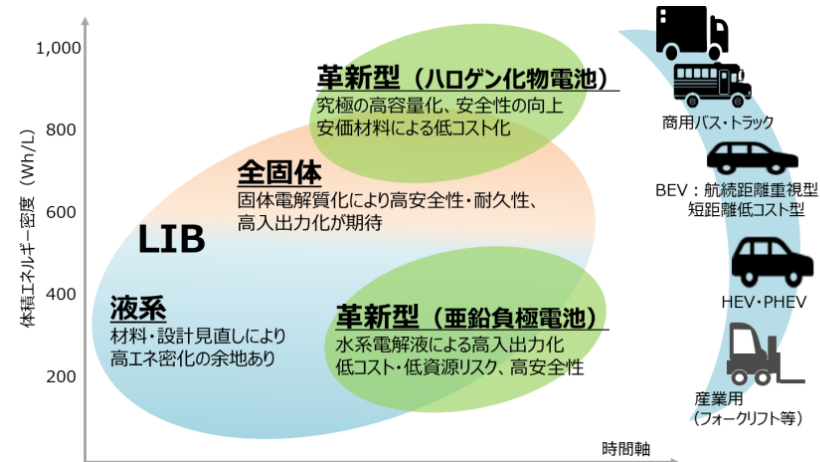 体積エネルギー密度（Wh/L）
1,000
800
600
400
200
革新型（ハロゲン化物電池）
究極の高容量化、安全性の向上
安価材料による低コスト化
全固体
固体電解質化により高安全性・耐久性、
高入出力化が期待
LIB
液系
材料・設計見直しにより
高エネ密化の余地あり
革新型（亜鉛負極電池）
水系電解液による高入出力化
低コスト・低資源リスク、高安全性
時間軸
商用バス・トラック
BEV：航続距離重視型
短距離低コスト型
HEV・PHEV
産業用
（フォークリフト等）